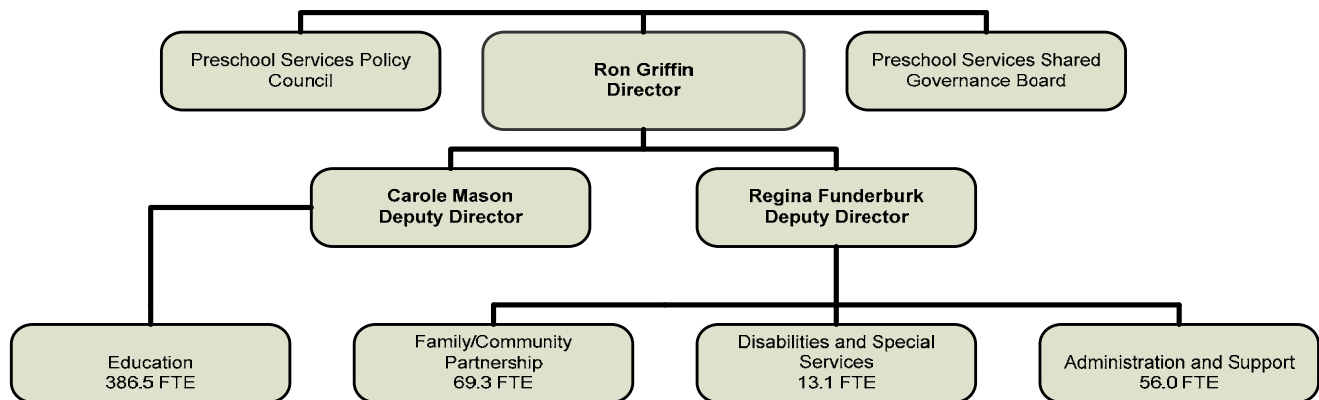 Preschool Services Policy
Council
Ron Griffin
Director
Preschool Services Shared
Governance Board
Carole Mason
Deputy Director
Regina Funderburk
Deputy Director
Education
386.5 FTE
Family/Community
Partnership
69.3 FTE
Disabilities and Special
Services
13.1 FTE
Administration and Support
56.0 FTE